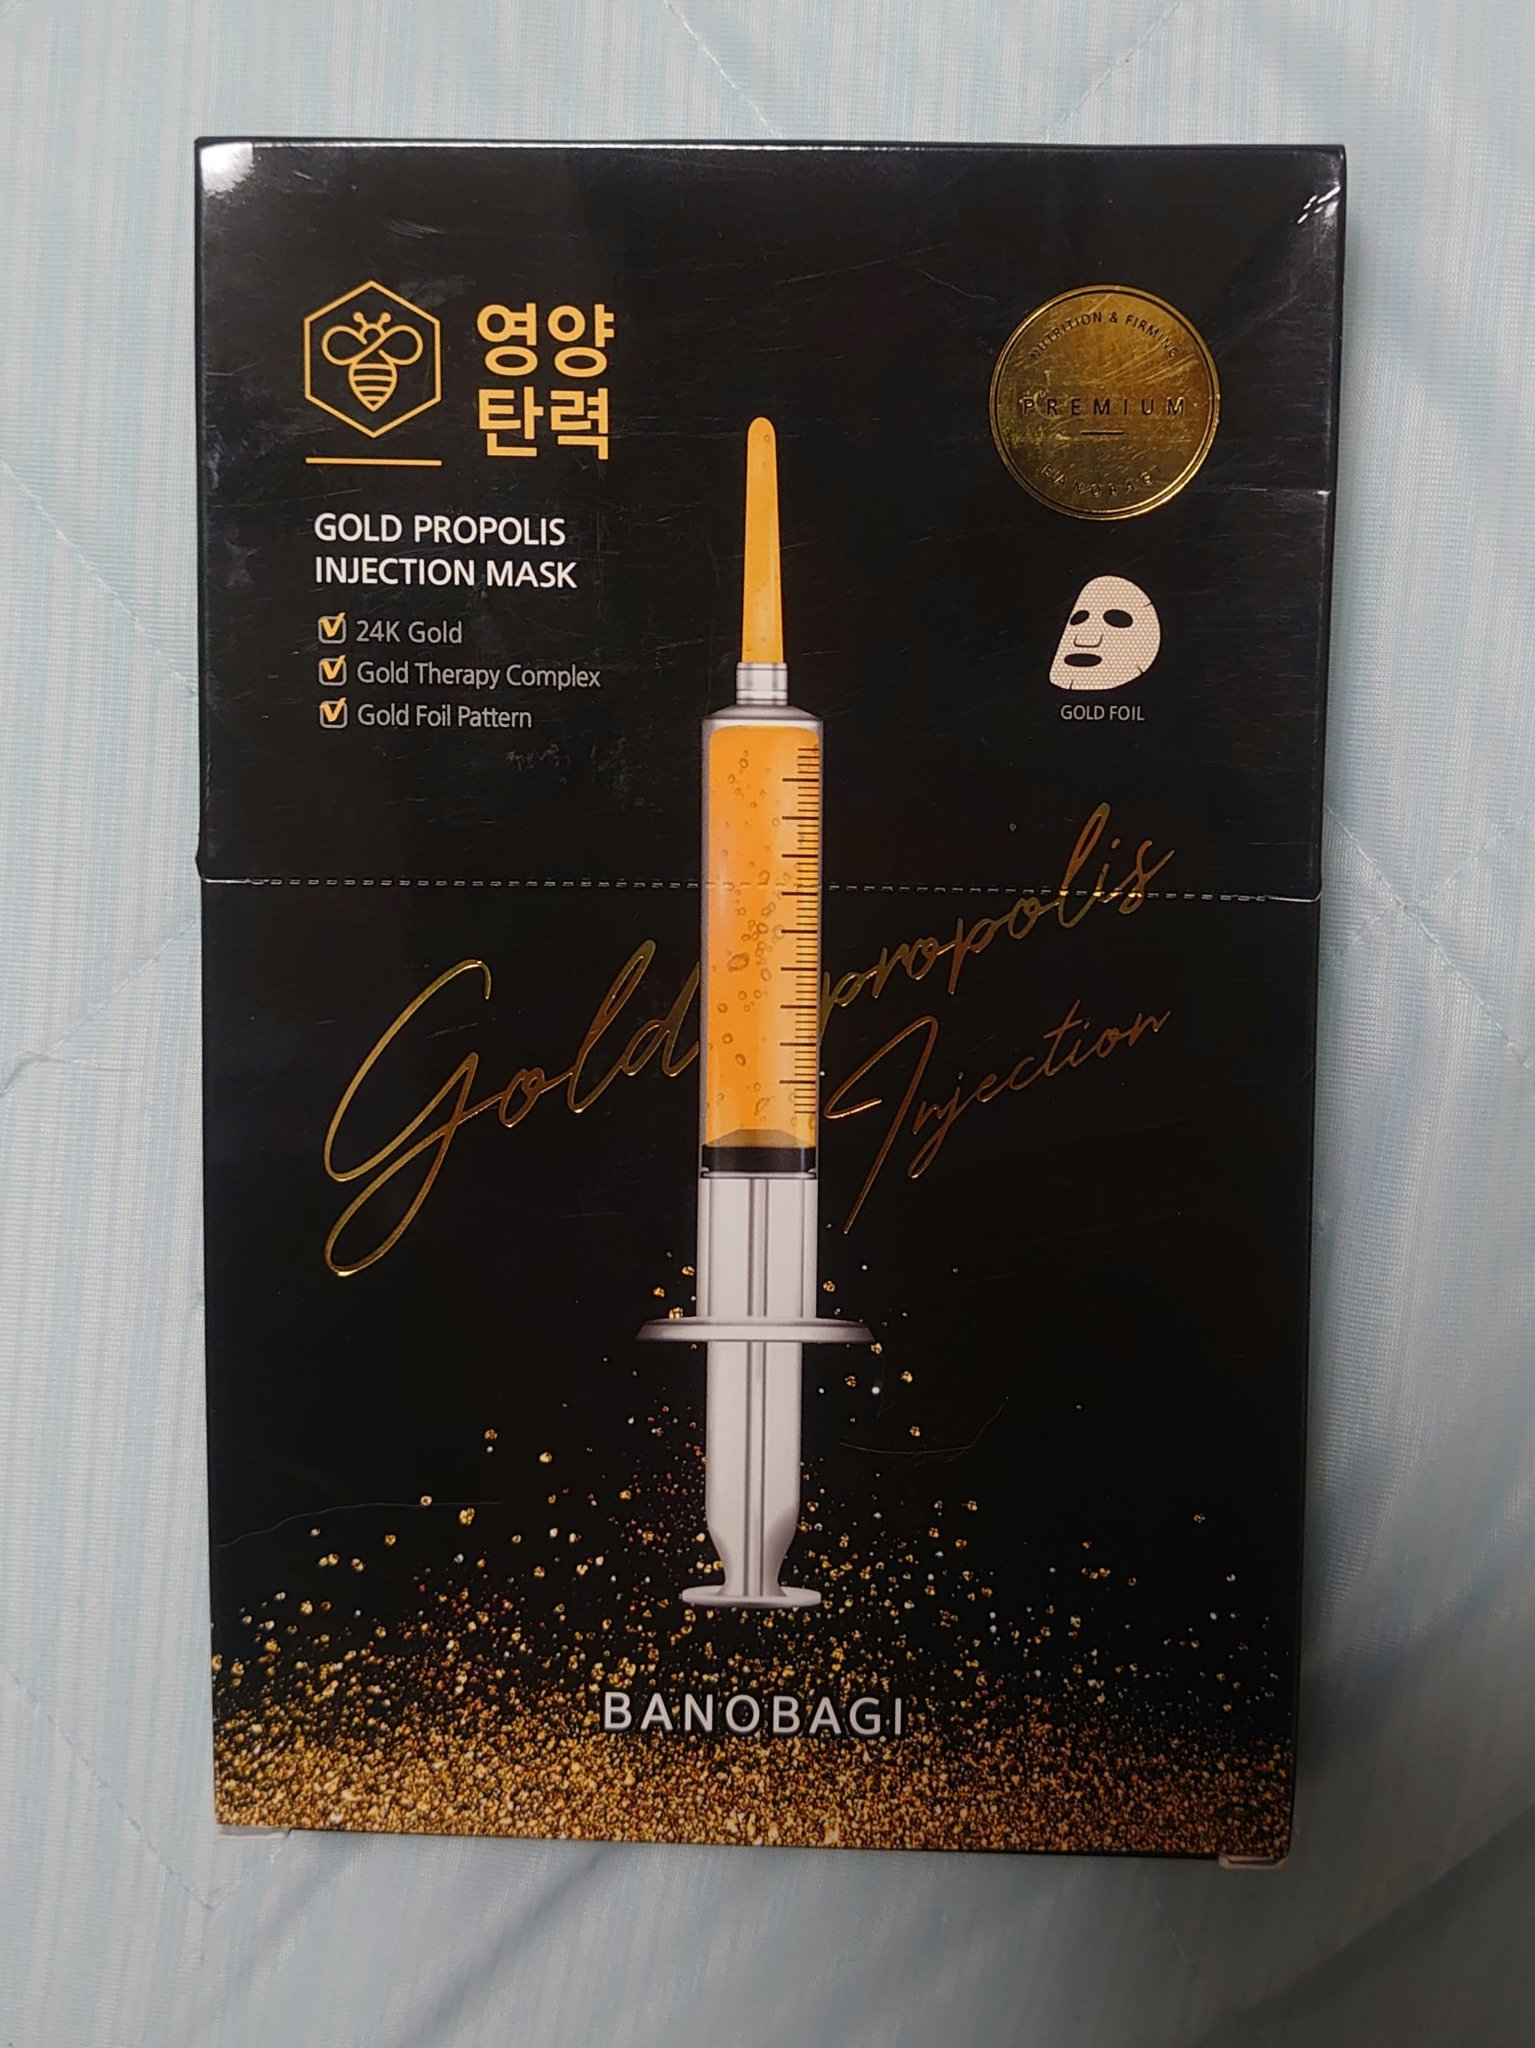 영양
탄력
GOLD PROPOLIS
INJECTION MASK
24K Gold
Gold Therapy Complex
Gold Foil Pattern
NUTRITION & FIRMING
PREMIUM
BANOBAGI
GOLD FOIL
Gold propolis
Injection
BANOBAGI